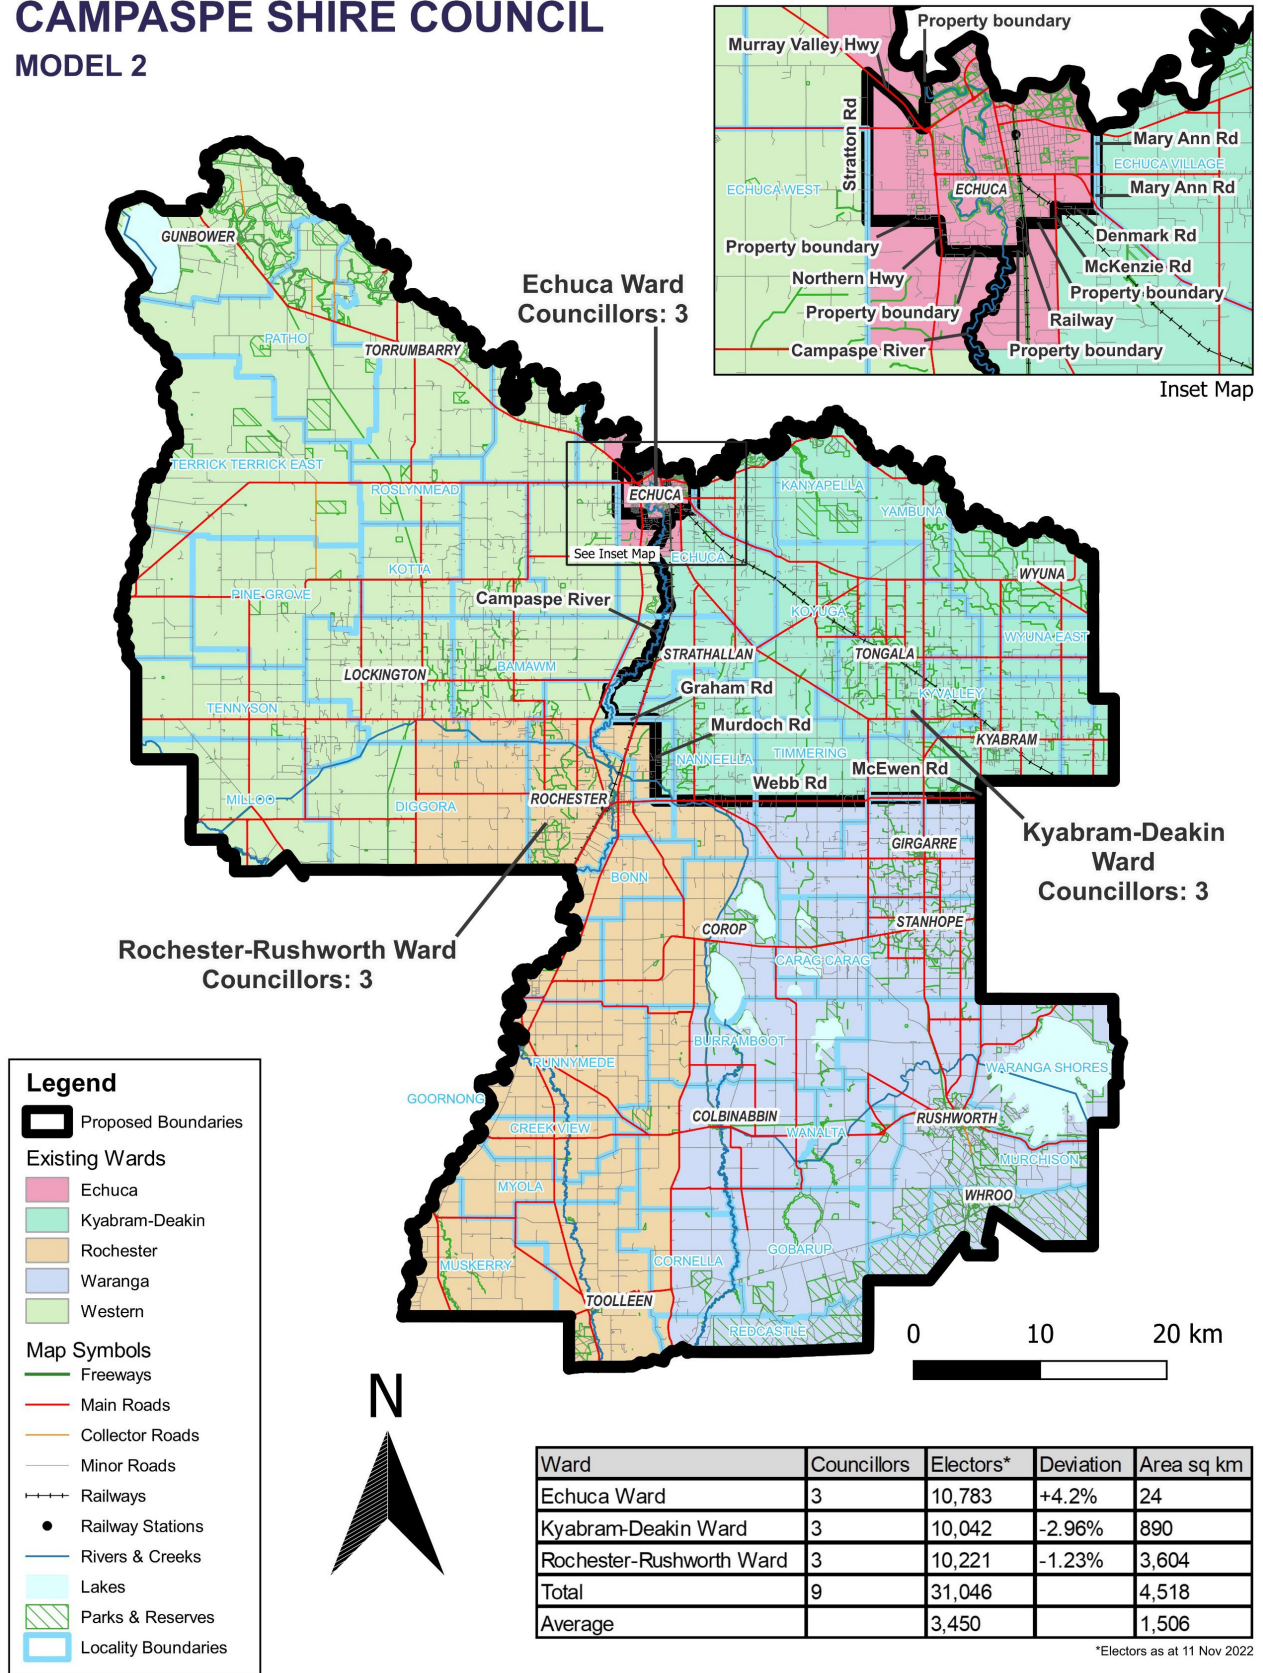 CAMPASPE SHIRE COUNCIL
MODEL 2
Property boundary
Murray Valley Hwy
Stratton Rd
Mary Ann Rd
ECHUCA VILLAGE
ECHUCA WEST
ECHUCA
Mary Ann Rd
Denmark Rd
Property boundary
McKenzie Rd
Northern Hwy
Property boundary
Property boundary
Railway
Campaspe River
Property boundary
Inset Map
GUNBOWER
Echuca Ward
Councillors: 3
PATHO
TORRUMBARRY
TERRICK TERRICK EAST
ROSLYNMEAD
ECHUCA
KANYAPELLA
YAMBUNA
See Inset Map
ECHUCA
KOTTA
WYUNA
PINE GROVE
Campaspe River
KOYUGA
WYUNA EAST
STRATHALLAN
TONGALA
LOCKINGTON
BAMAWM
Graham Rd
KYVALLEY
TENNYSON
Murdoch Rd
KYABRAM
NANNEELLA
TIMMERING
McEwen Rd
Webb Rd
MILLOO
DIGGORA
ROCHESTER
Kyabram-Deakin
Ward
Councillors: 3
GIRGARRE
BONN
STANHOPE
COROP
Rochester-Rushworth Ward
Councillors: 3
CARAG CARAG
BURRAMBOOT
RUNNYMEDE
WARANGA SHORES
GOORNONG
COLBINABBIN
RUSHWORTH
CREEK VIEW
WANALTA
MURCHISON
MYOLA
WHROO
GOBARUP
CORNELLA
MUSKERRY
TOOLLEEN
REDCASTLE
0 10 20 km
N
Legend
Proposed Boundaries
Existing Wards
Echuca
Kyabram-Deakin
Rochester
Waranga
Western
Map Symbols
Freeways
Main Roads
Collector Roads
Minor Roads
Railways
Railway Stations
Rivers & Creeks
Lakes
Parks & Reserves
Locality Boundaries
Ward Councillors Electors* Deviation Area sq km
Echuca Ward 3 10,783 +4.2% 24
Kyabram-Deakin Ward 3 10,042 -2.96% 890
Rochester-Rushworth Ward 3 10,221 -1.23% 3,604
Total 9 31,046 4,518
Average 3,450 1,506
*Electors as at 11 Nov 2022